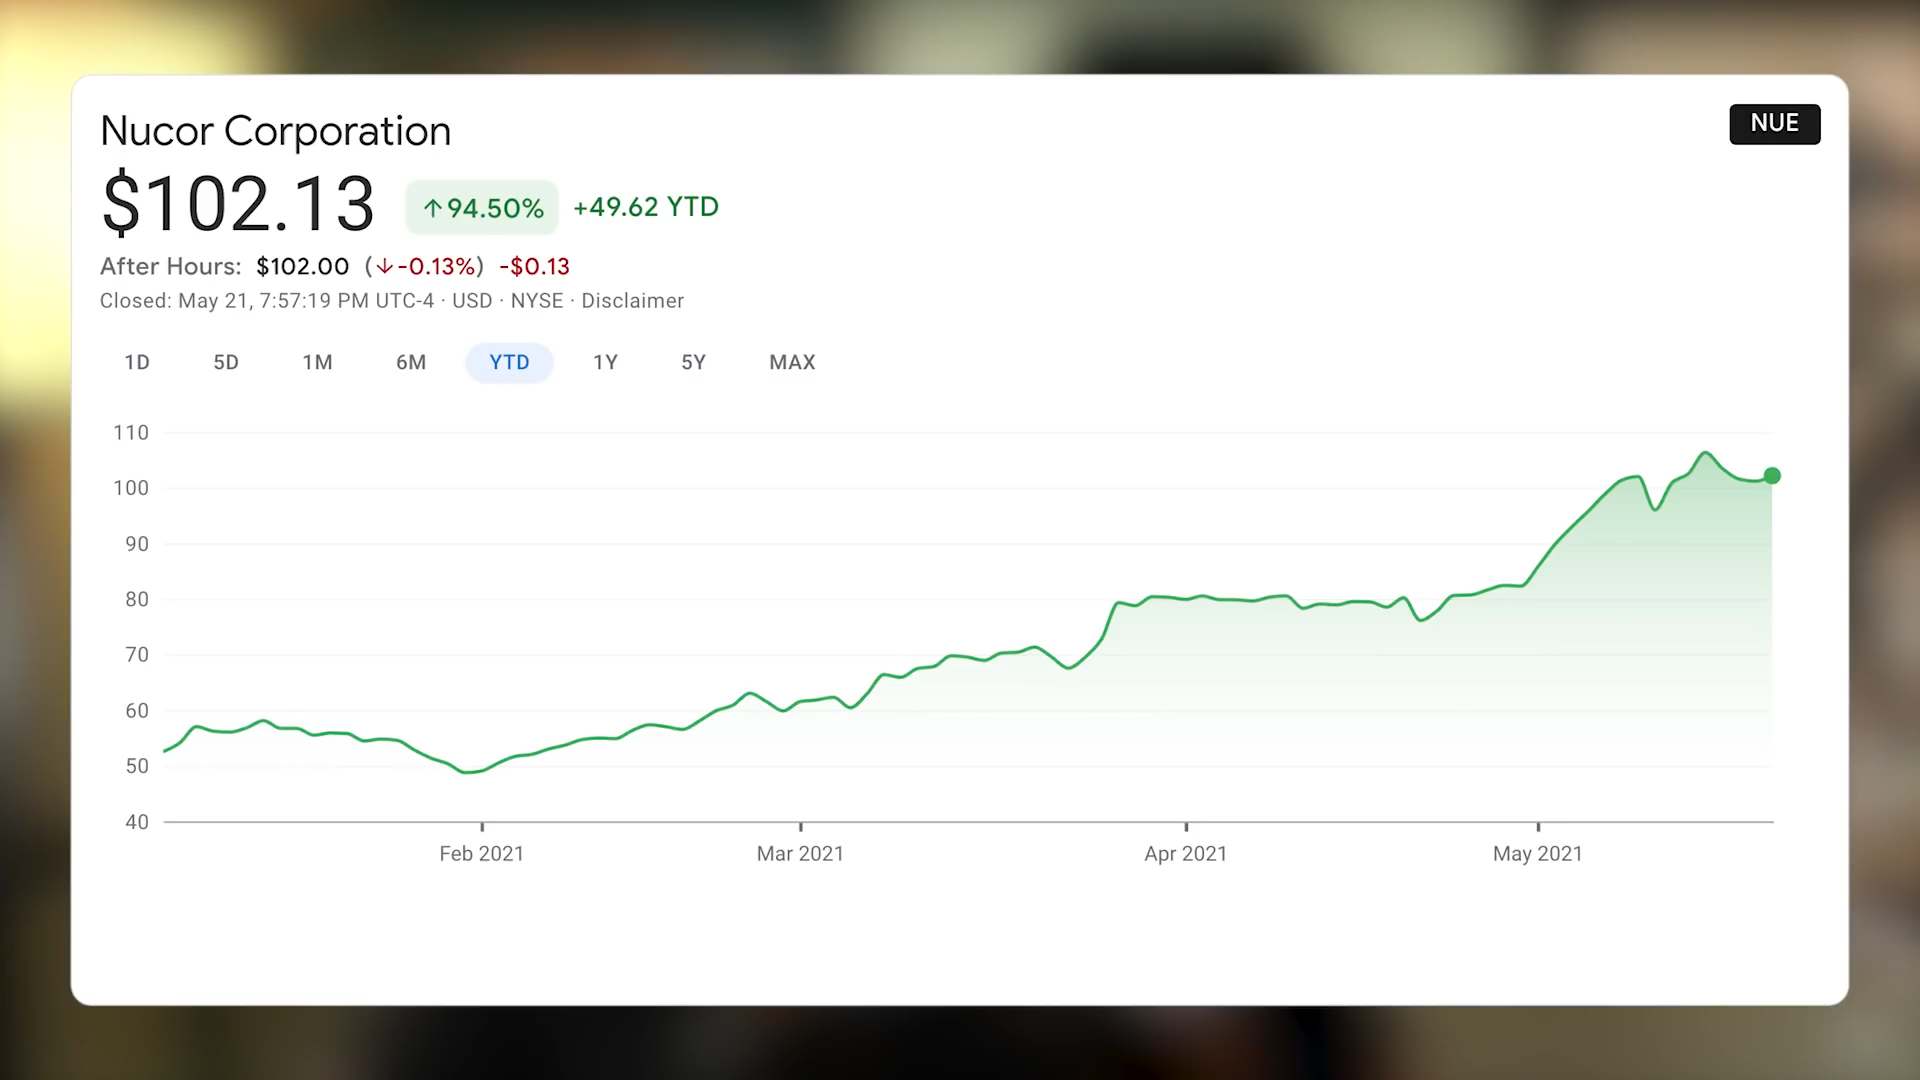 Nucor Corporation
NUE
$102.13 ↑94.50% +49.62 YTD
After Hours: $102.00 (↓-0.13%) -$0.13
Closed: May 21, 7:57:19 PM UTC-4 · USD · NYSE · Disclaimer
1D 5D 1M 6M YTD 1Y 5Y MAX
110
100
90
80
70
60
50
40
Feb 2021 Mar 2021 Apr 2021 May 2021